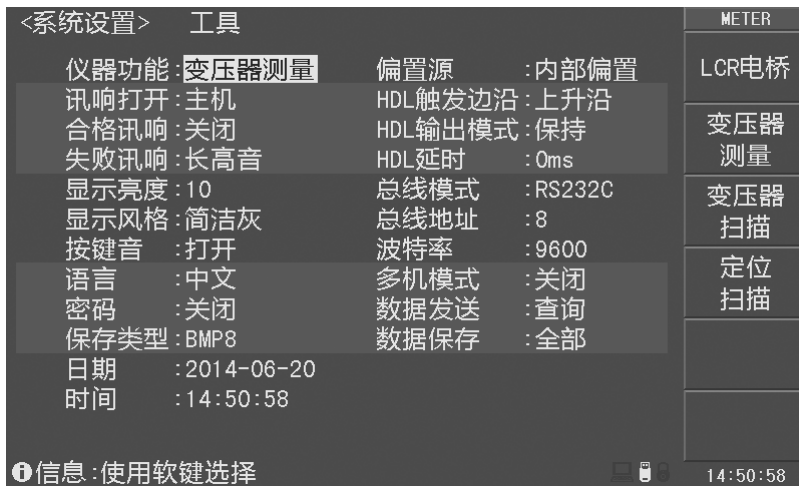 <系统设置> 工具
METER
仪器功能:变压器测量 偏置源 :内部偏置
LCR电桥
讯响打开:主机 HDL触发边沿:上升沿
合格讯响:关闭 HDL输出模式:保持
变压器
测量
失败讯响:长高音 HDL延时 :0ms
显示亮度:10 总线模式 :RS232C
变压器
扫描
显示风格:简洁灰 总线地址 :8
按键音 :打开 波特率 :9600
语言 :中文 多机模式 :关闭
定位
扫描
密码 :关闭 数据发送 :查询
保存类型:BMP8 数据保存 :全部
日期 :2014-06-20
时间 :14:50:58
信息:使用软键选择
14:50:58